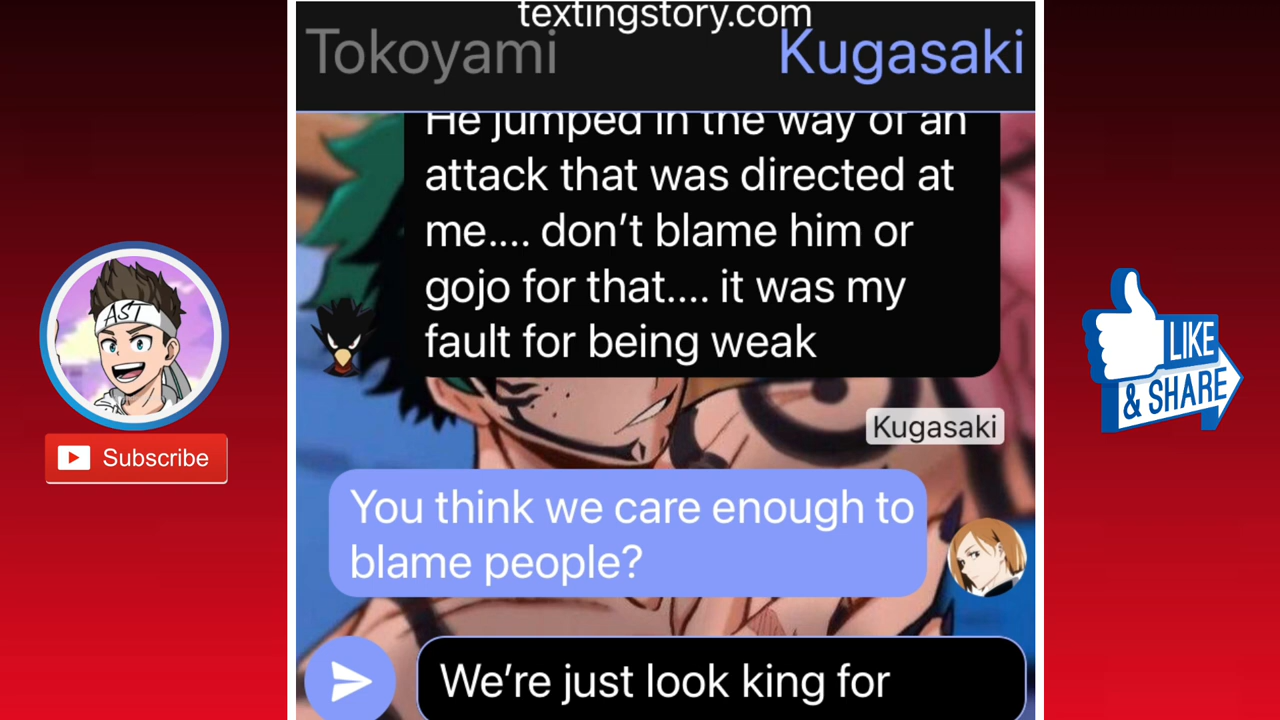 textingstory.com
Tokoyami
Kugasaki
He jumped in the way of an
attack that was directed at
me.... don’t blame him or
gojo for that.... it was my
fault for being weak
Kugasaki
You think we care enough to
blame people?
We’re just look king for
AST
Subscribe
LIKE
& SHARE